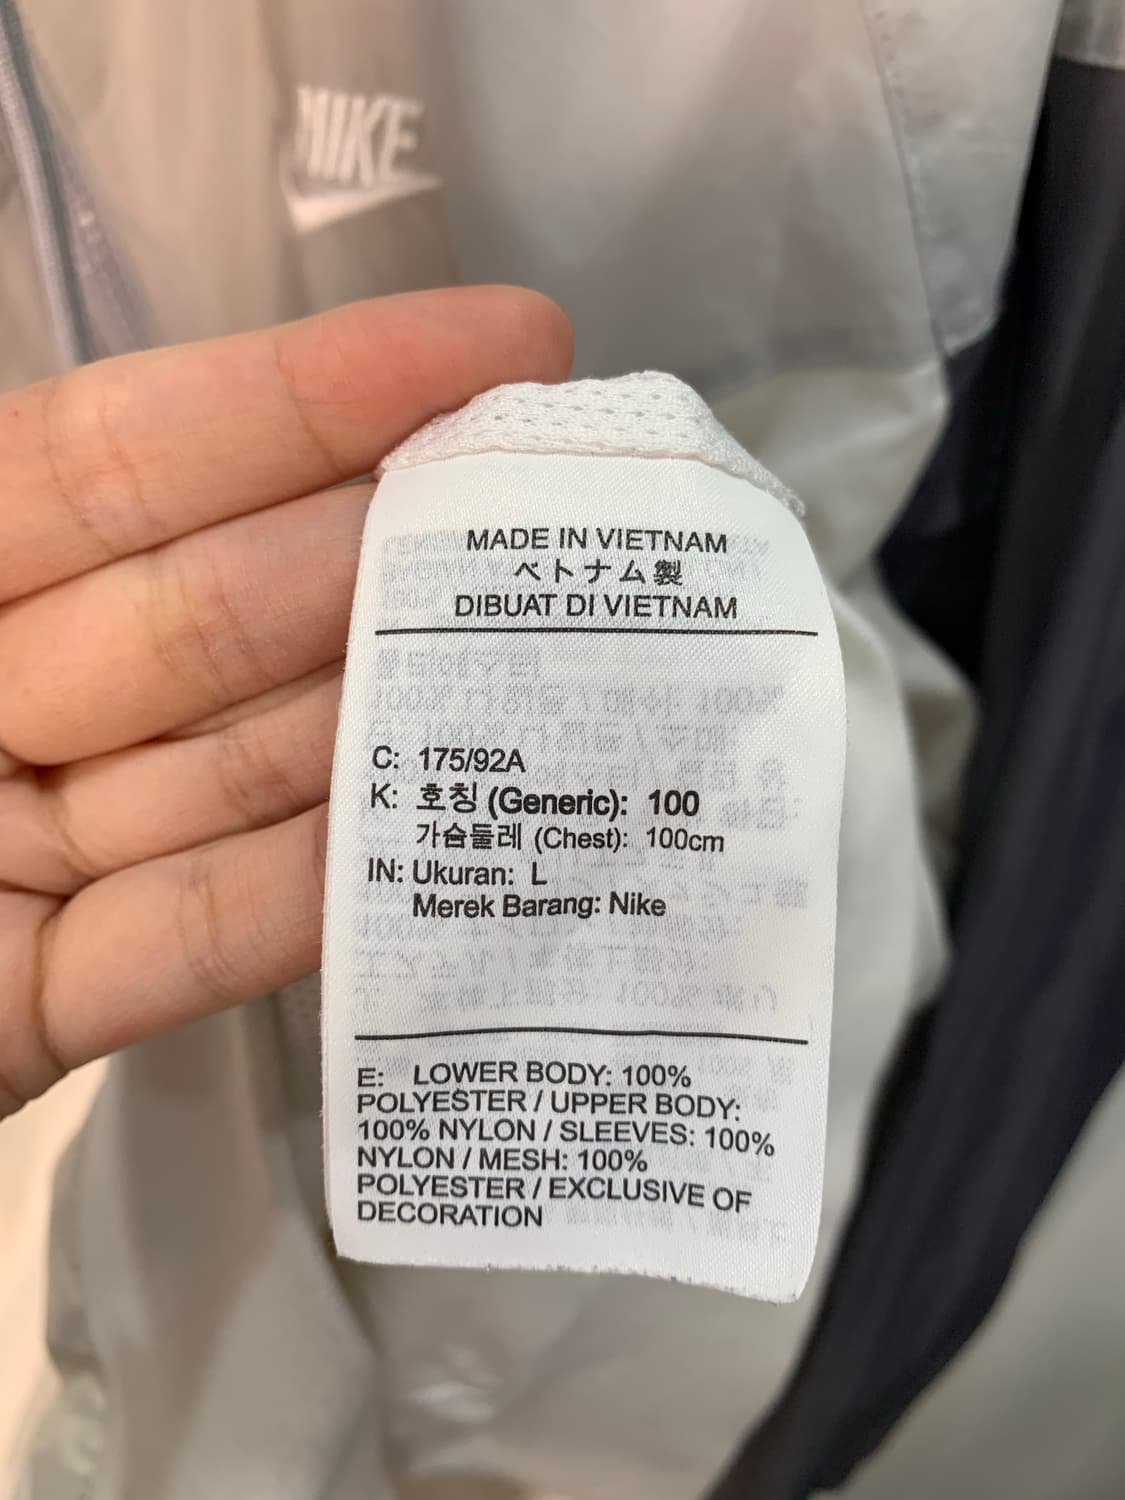 NIKE
MADE IN VIETNAM
ベトナム製
DIBUAT DI VIETNAM
C: 175/92A
K: 호칭 (Generic): 100
가슴둘레 (Chest): 100cm
IN: Ukuran: L
Merek Barang: Nike
E: LOWER BODY: 100%
POLYESTER / UPPER BODY:
100% NYLON / SLEEVES: 100%
NYLON / MESH: 100%
POLYESTER / EXCLUSIVE OF
DECORATION